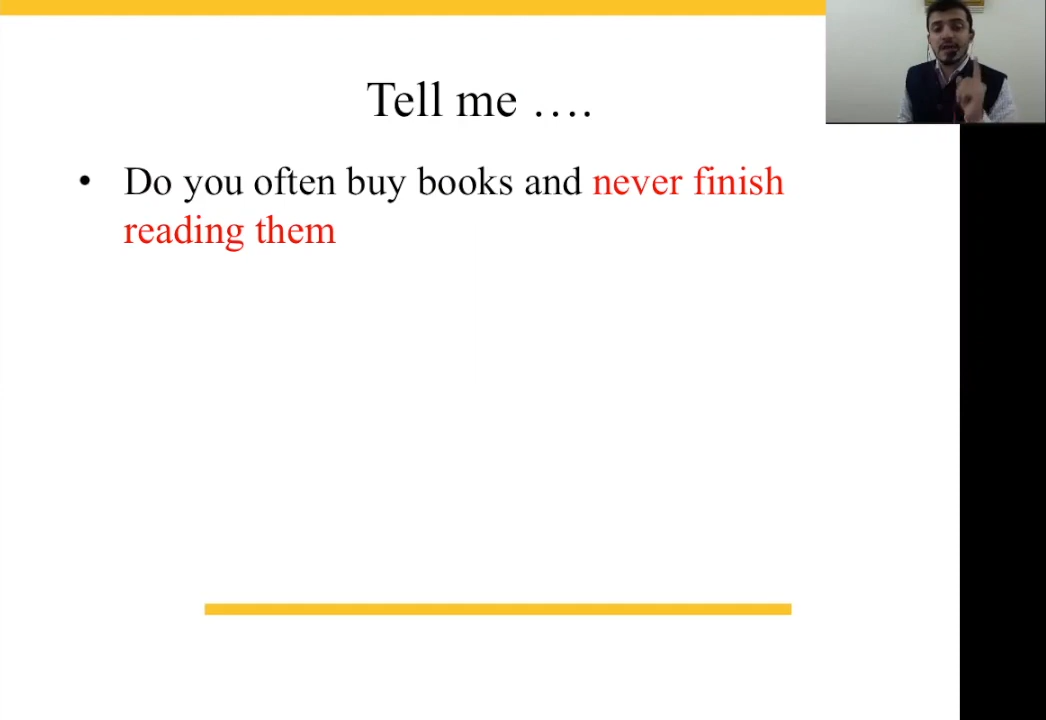 Tell me ....
• Do you often buy books and never finish
reading them